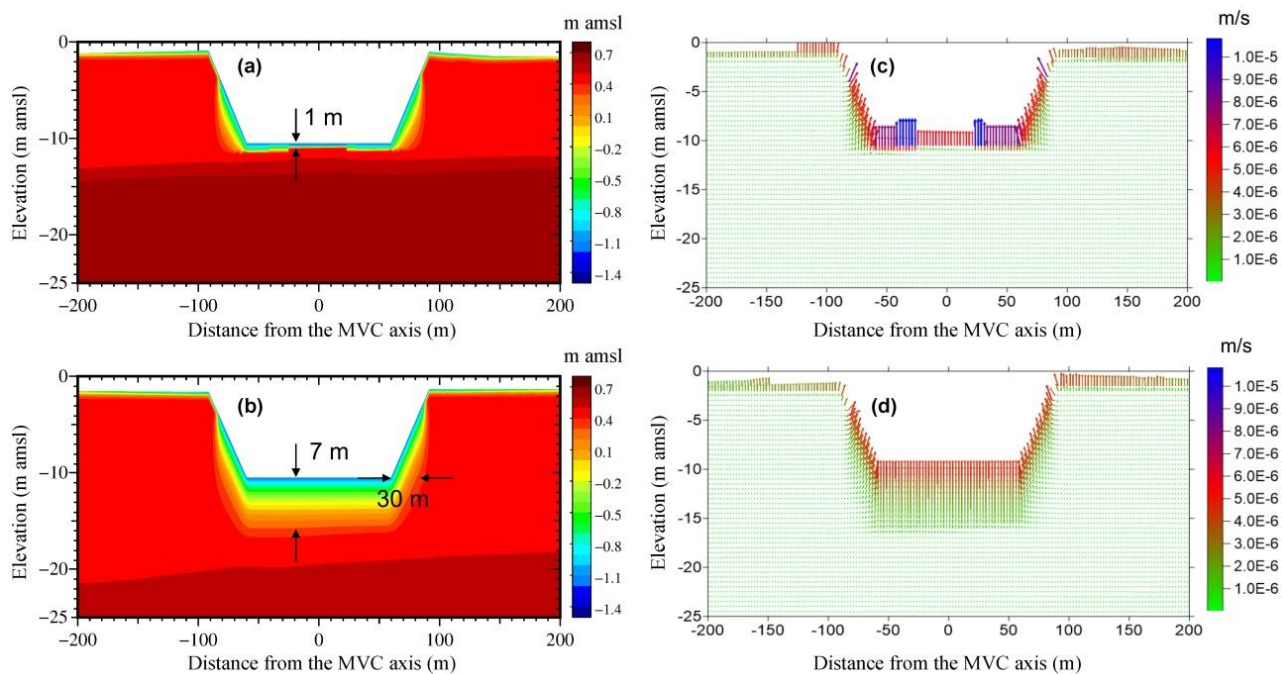 m amsl
(a)
1 m
0
−10
−20
−25
Elevation (m amsl)
−200
−100
0
100
200
Distance from the MVC axis (m)
0.7
0.4
0.1
−0.1
−0.4
−0.5
−0.8
−1.1
−1.4
m/s
(c)
0
-5
-10
-15
-20
-25
Elevation (m amsl)
-200
-150
-100
-50
0
50
100
150
200
Distance from the MVC axis (m)
1.0E-5
9.0E-6
8.0E-6
7.0E-6
6.0E-6
5.0E-6
4.0E-6
3.0E-6
2.0E-6
1.0E-6
m amsl
(b)
7 m
30 m
0
−10
−20
−25
Elevation (m amsl)
−200
−100
0
100
200
Distance from the MVC axis (m)
0.7
0.4
0.1
−0.1
−0.4
−0.5
−0.8
−1.1
−1.4
m/s
(d)
0
-5
-10
-15
-20
-25
Elevation (m amsl)
-200
-150
-100
-50
0
50
100
150
200
Distance from the MVC axis (m)
1.0E-5
9.0E-6
8.0E-6
7.0E-6
6.0E-6
5.0E-6
4.0E-6
3.0E-6
2.0E-6
1.0E-6